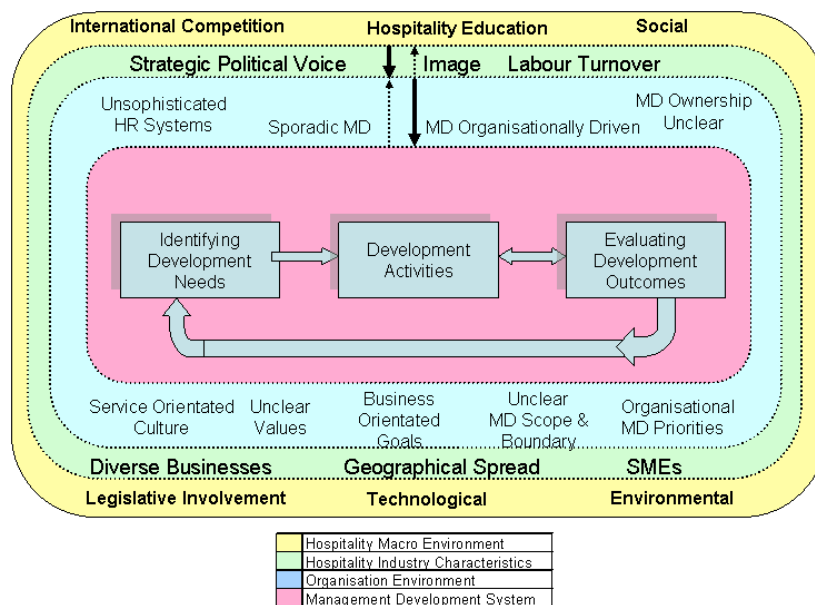 International Competition Hospitality Education Social
Strategic Political Voice Image Labour Turnover
Unsophisticated
HR Systems
Sporadic MD
MD Organisationally Driven
MD Ownership
Unclear
Identifying
Development
Needs
Development
Activities
Evaluating
Development
Outcomes
Service Orientated
Culture
Unclear
Values
Business
Orientated
Goals
Unclear
MD Scope &
Boundary
Organisational
MD Priorities
Diverse Businesses Geographical Spread SMEs
Legislative Involvement Technological Environmental
Hospitality Macro Environment
Hospitality Industry Characteristics
Organisation Environment
Management Development System